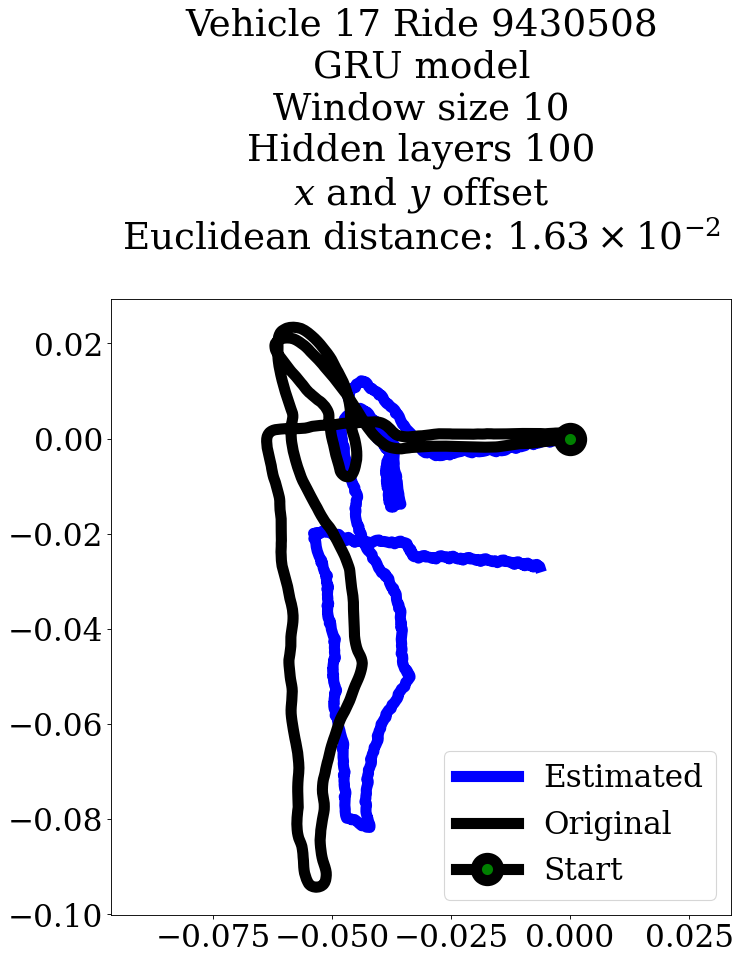 Vehicle 17 Ride 9430508
GRU model
Window size 10
Hidden layers 100
x and y offset
Euclidean distance: 1.63 × 10⁻²
0.02
0.00
−0.02
−0.04
−0.06
−0.08
−0.10
Estimated
Original
Start
−0.075 −0.050 −0.025 0.000 0.025